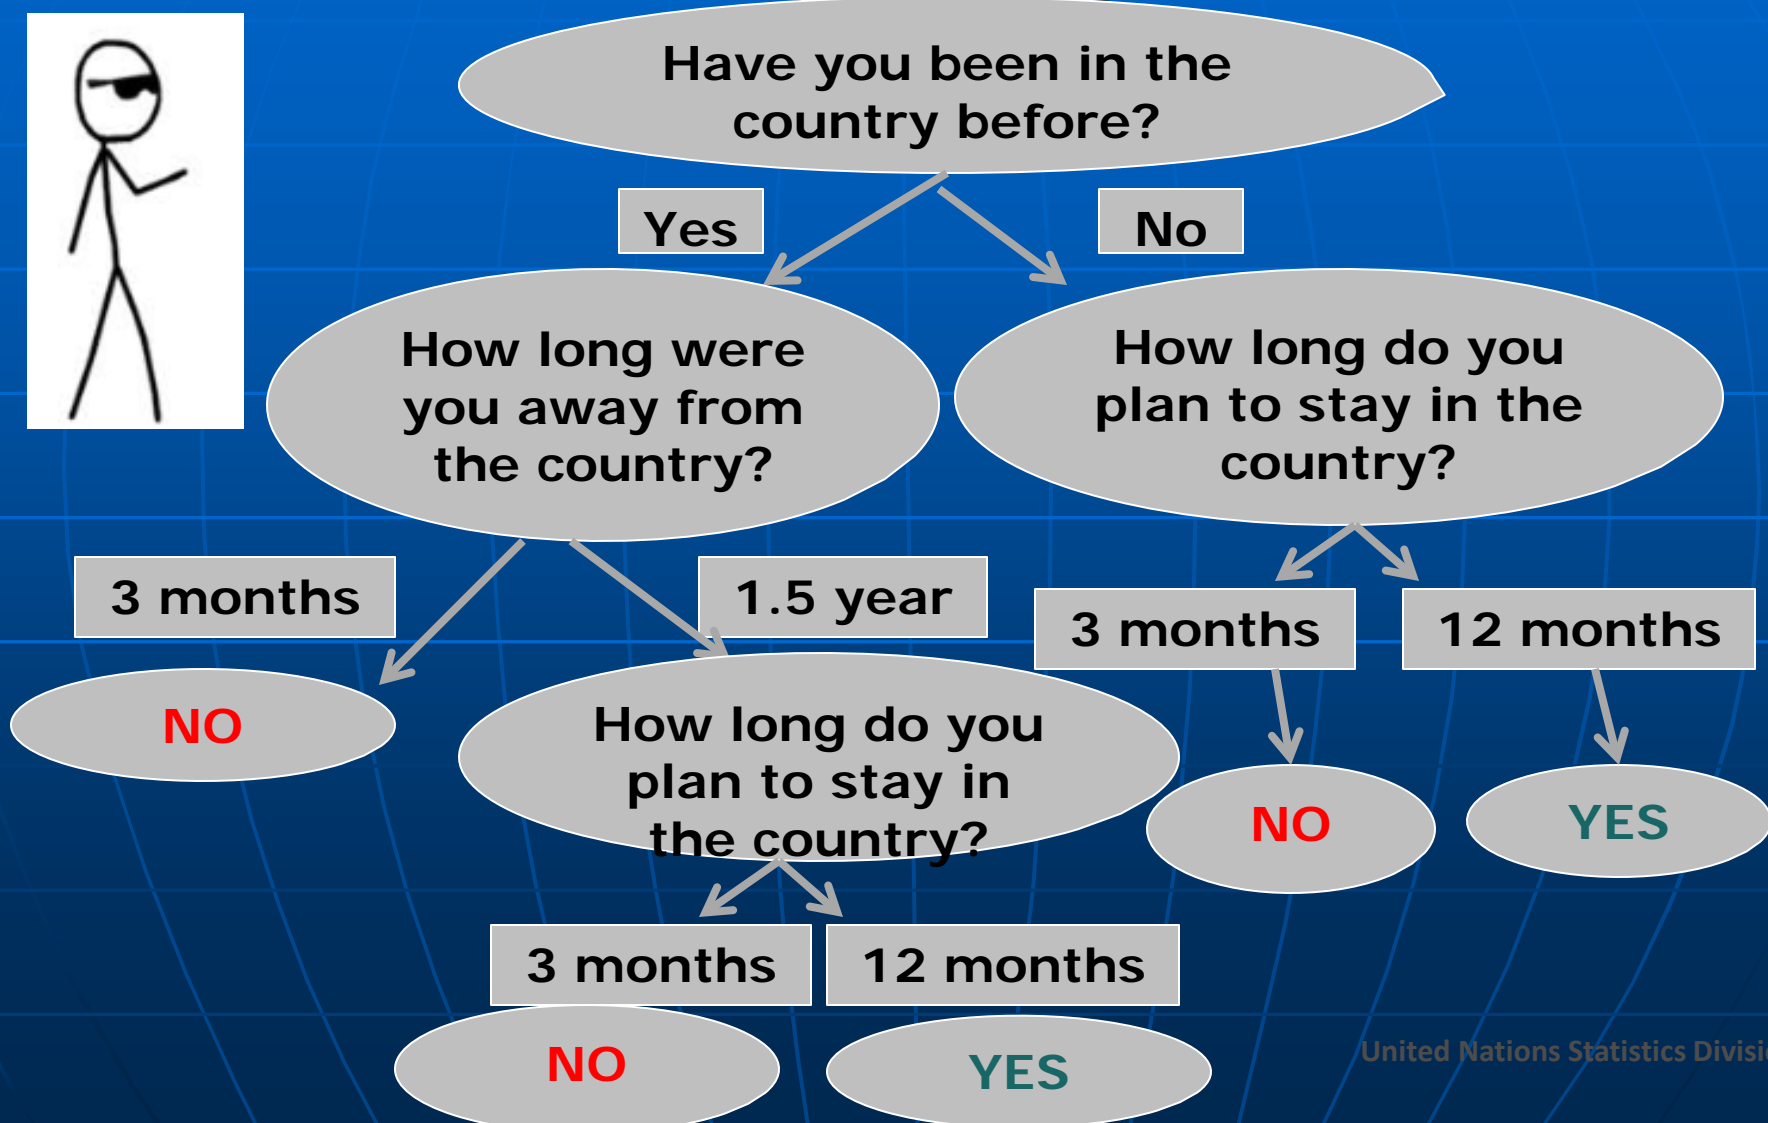 Have you been in the
country before?
Yes
No
How long were
you away from
the country?
How long do you
plan to stay in the
country?
3 months
1.5 year
3 months
12 months
NO
How long do you
plan to stay in
the country?
NO
YES
3 months
12 months
NO
YES
United Nations Statistics Divisi